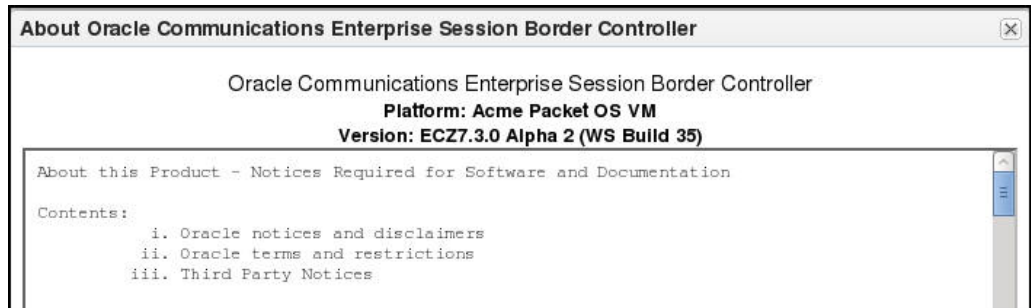 About Oracle Communications Enterprise Session Border Controller
Oracle Communications Enterprise Session Border Controller
Platform: Acme Packet OS VM
Version: ECZ7.3.0 Alpha 2 (WS Build 35)
About this Product - Notices Required for Software and Documentation
Contents:
i. Oracle notices and disclaimers
ii. Oracle terms and restrictions
iii. Third Party Notices